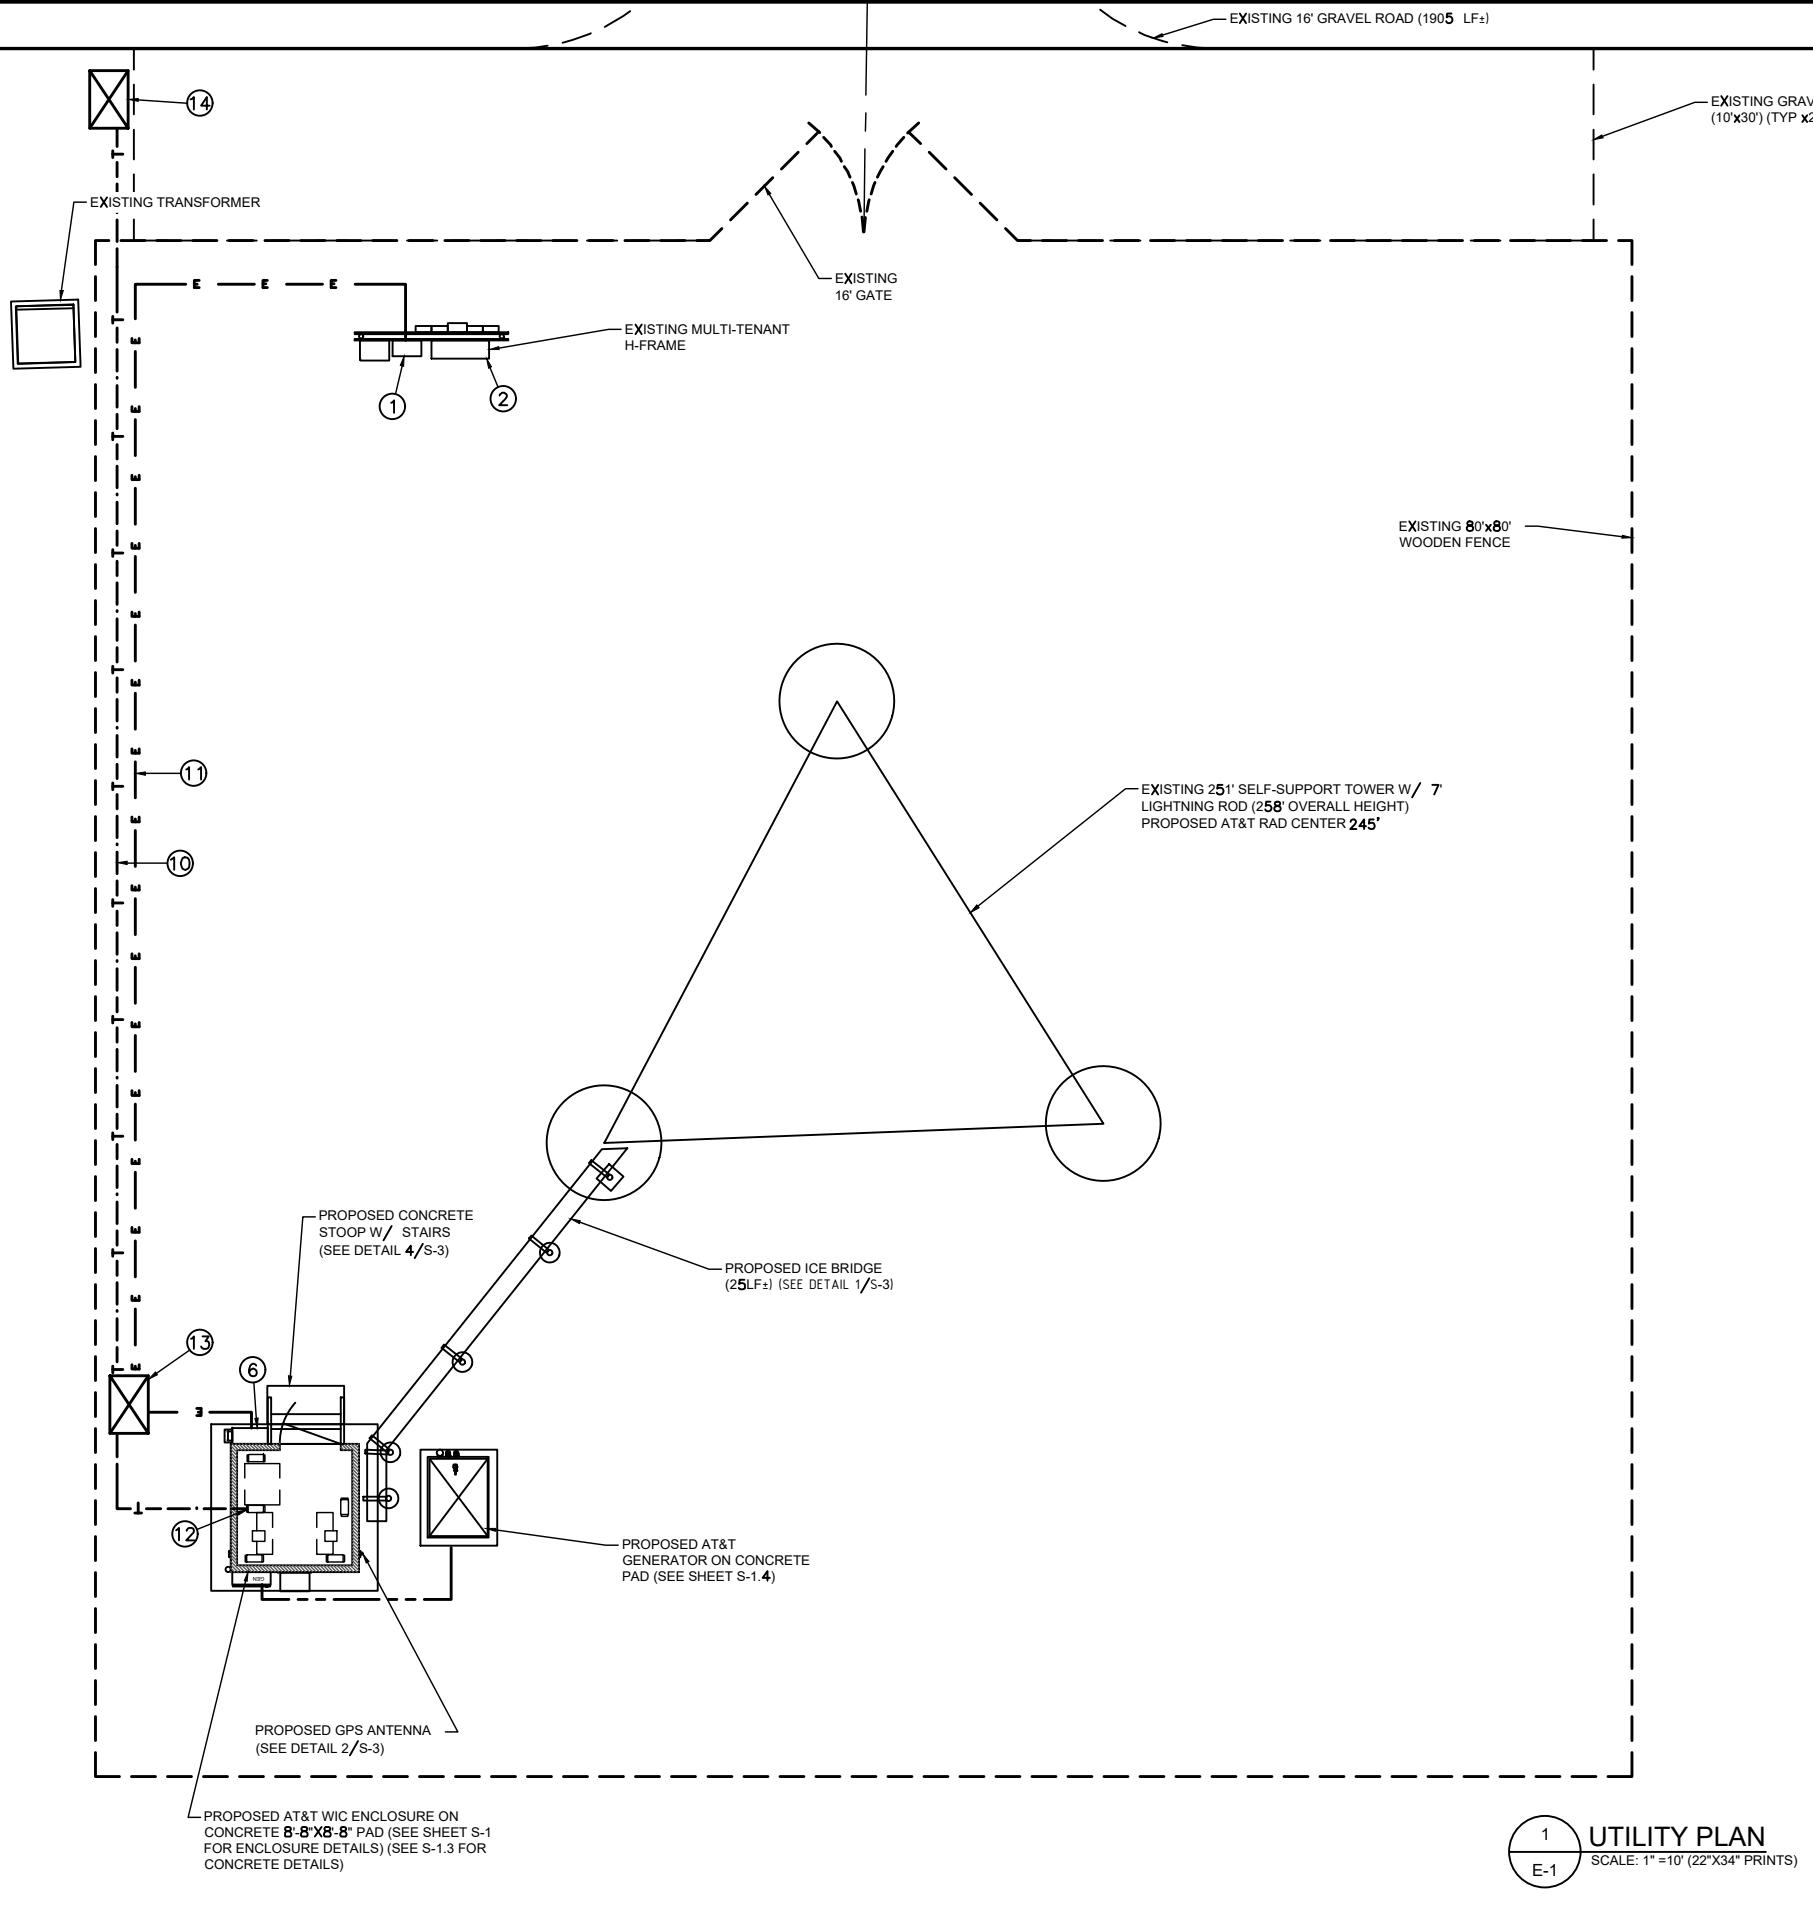 EXISTING 16' GRAVEL ROAD (1905 LF±)
14
EXISTING GRAV
(10'x30') (TYP x2
EXISTING TRANSFORMER
E E E
EXISTING
16' GATE
EXISTING MULTI-TENANT
H-FRAME
1
2
EXISTING 80'x80'
WOODEN FENCE
11
10
EXISTING 251' SELF-SUPPORT TOWER W/ 7'
LIGHTNING ROD (258' OVERALL HEIGHT)
PROPOSED AT&T RAD CENTER 245'
PROPOSED CONCRETE
STOOP W/ STAIRS
(SEE DETAIL 4/S-3)
PROPOSED ICE BRIDGE
(25LF±) (SEE DETAIL 1/S-3)
13
6
E
12
GEN
PROPOSED AT&T
GENERATOR ON CONCRETE
PAD (SEE SHEET S-1.4)
PROPOSED GPS ANTENNA
(SEE DETAIL 2/S-3)
PROPOSED AT&T WIC ENCLOSURE ON
CONCRETE 8'-8"X8'-8" PAD (SEE SHEET S-1
FOR ENCLOSURE DETAILS) (SEE S-1.3 FOR
CONCRETE DETAILS)
1
E-1
UTILITY PLAN
SCALE: 1" =10' (22"X34" PRINTS)